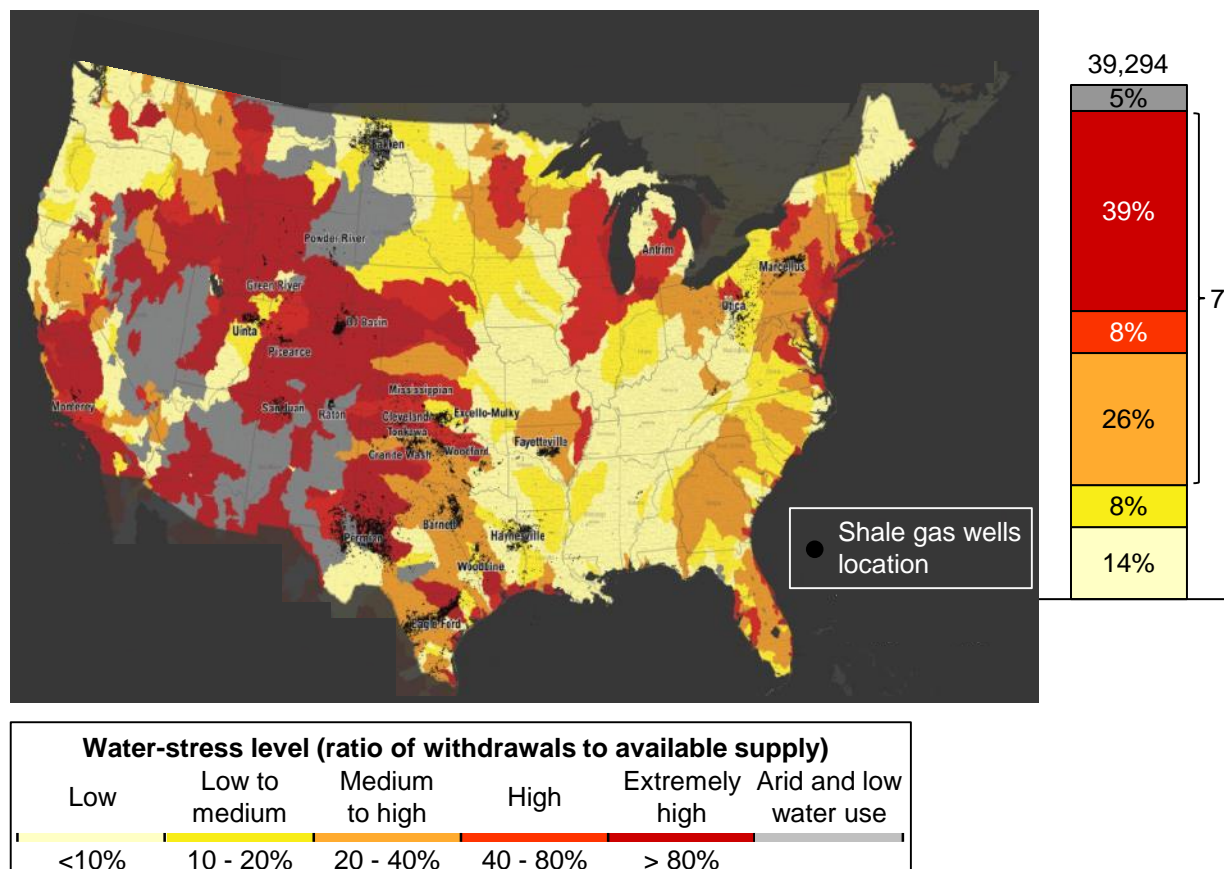 39,294
5%
39%
8%
26%
8%
14%
7
Bakken
Powder River
Antrim
Marcellus
Green River
Utica
Uinta
DJ Basin
Picearce
Mississippian
Monterey
San Juan
Raton
Cleveland
Excello-Mulky
Tonkawa
Fayetteville
Granite Wash
Woodford
Barnett
Permian
Haynesville
Woodbine
Eagle Ford
Shale gas wells
location
Water-stress level (ratio of withdrawals to available supply)
Low
Low to
medium
Medium
to high
High
Extremely
high
Arid and low
water use
<10%
10 - 20%
20 - 40%
40 - 80%
> 80%